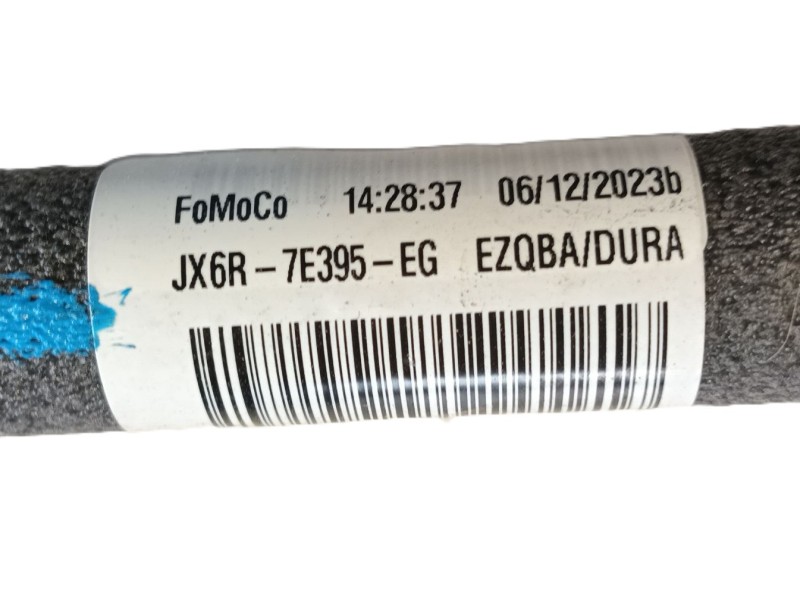 FoMoCo 14:28:37 06/12/2023b
JX6R-7E395-EG EZQBA/DURA